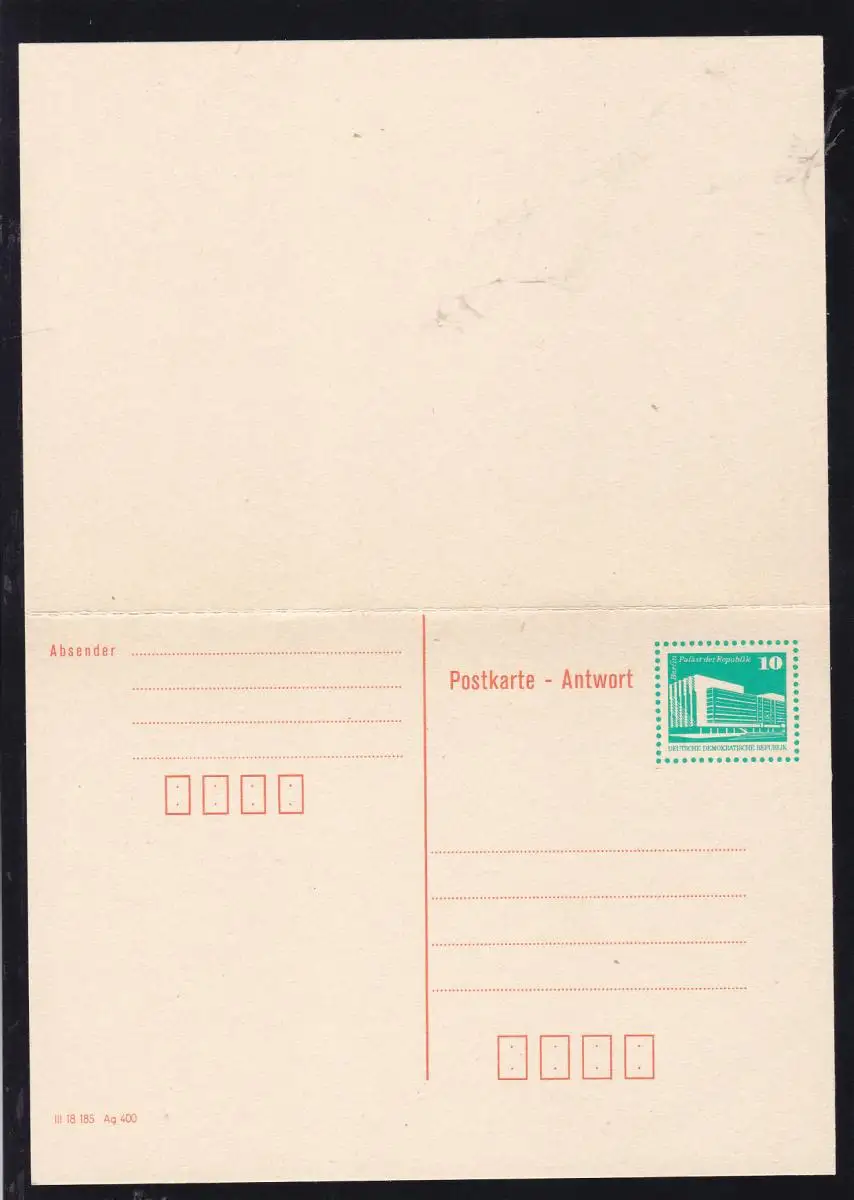 Absender
Postkarte - Antwort
Berlin
Palast der Republik 10
DEUTSCHE DEMOKRATISCHE REPUBLIK
III 18 185 Ag 400